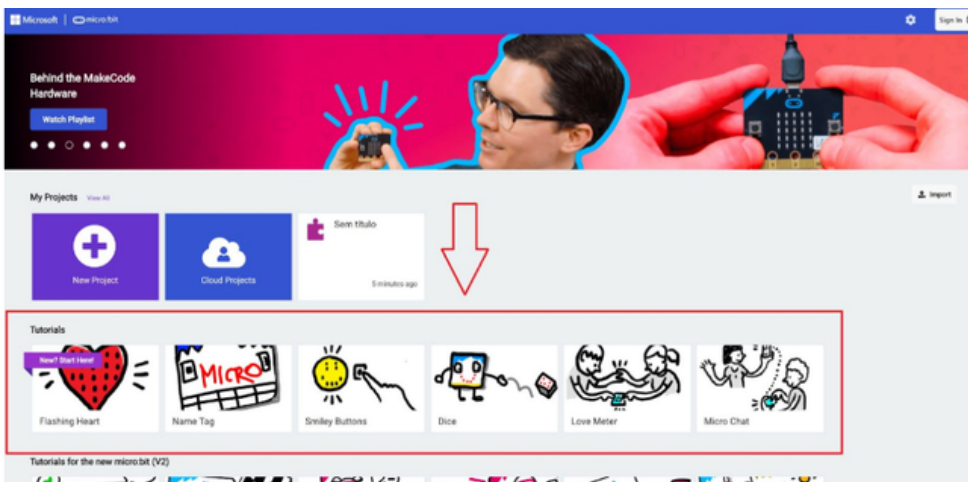 Microsoft | micro:bit
Sign In
Behind the MakeCode
Hardware
Watch Playlist
My Projects View All
Import
New Project
Cloud Projects
Sem título
5 minutes ago
Tutorials
New? Start Here!
MICRO
Flashing Heart
Name Tag
Smiley Buttons
Dice
Love Meter
Micro Chat
Tutorials for the new micro:bit (V2)